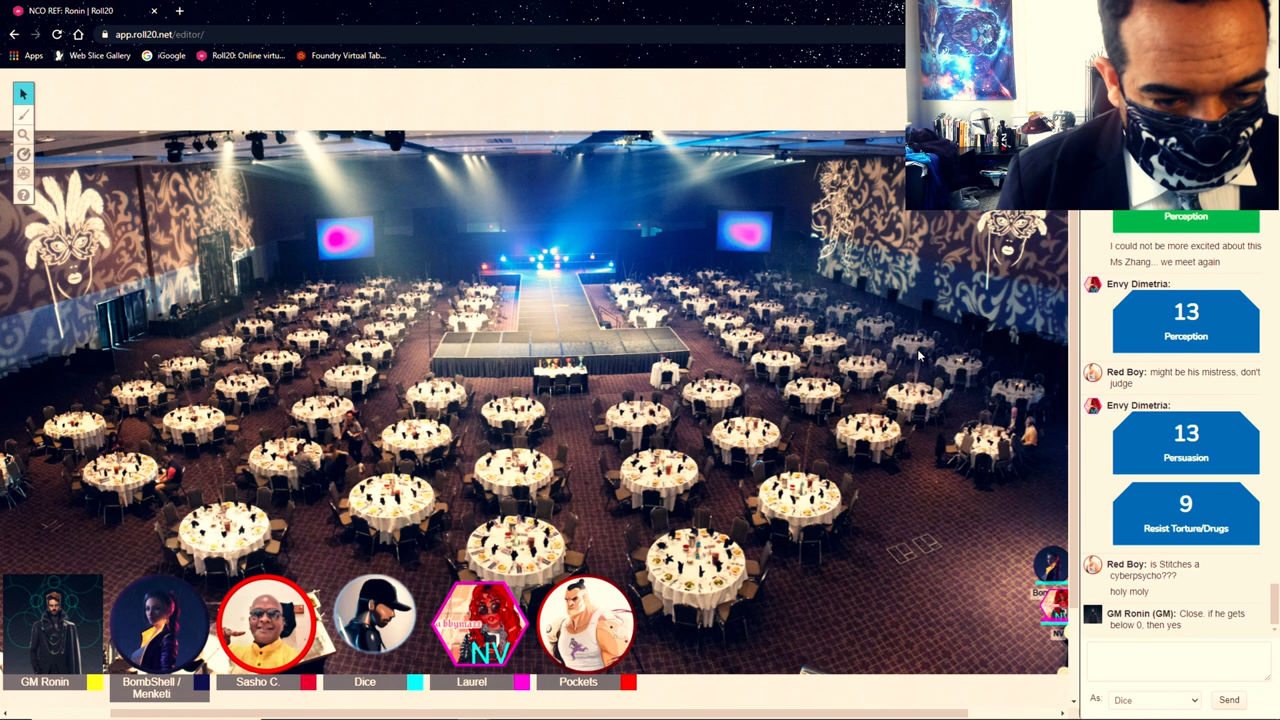 NCO REF: Ronin | Roll20
app.roll20.net/editor/
Apps
Web Slice Gallery
iGoogle
Roll20: Online virtu...
Foundry Virtual Tab...
Perception
I could not be more excited about this
Ms Zhang... we meet again
Envy Dimetria:
13
Perception
Red Boy: might be his mistress, don't
judge
Envy Dimetria:
13
Persuasion
9
Resist Torture/Drugs
Red Boy: is Stitches a
cyberpsycho???
holy moly
GM Ronin (GM): Close. if he gets
below 0, then yes
As:
Dice
Send
NV
GM Ronin
BombShell /
Menketi
Sasho C.
Dice
Laurel
Pockets